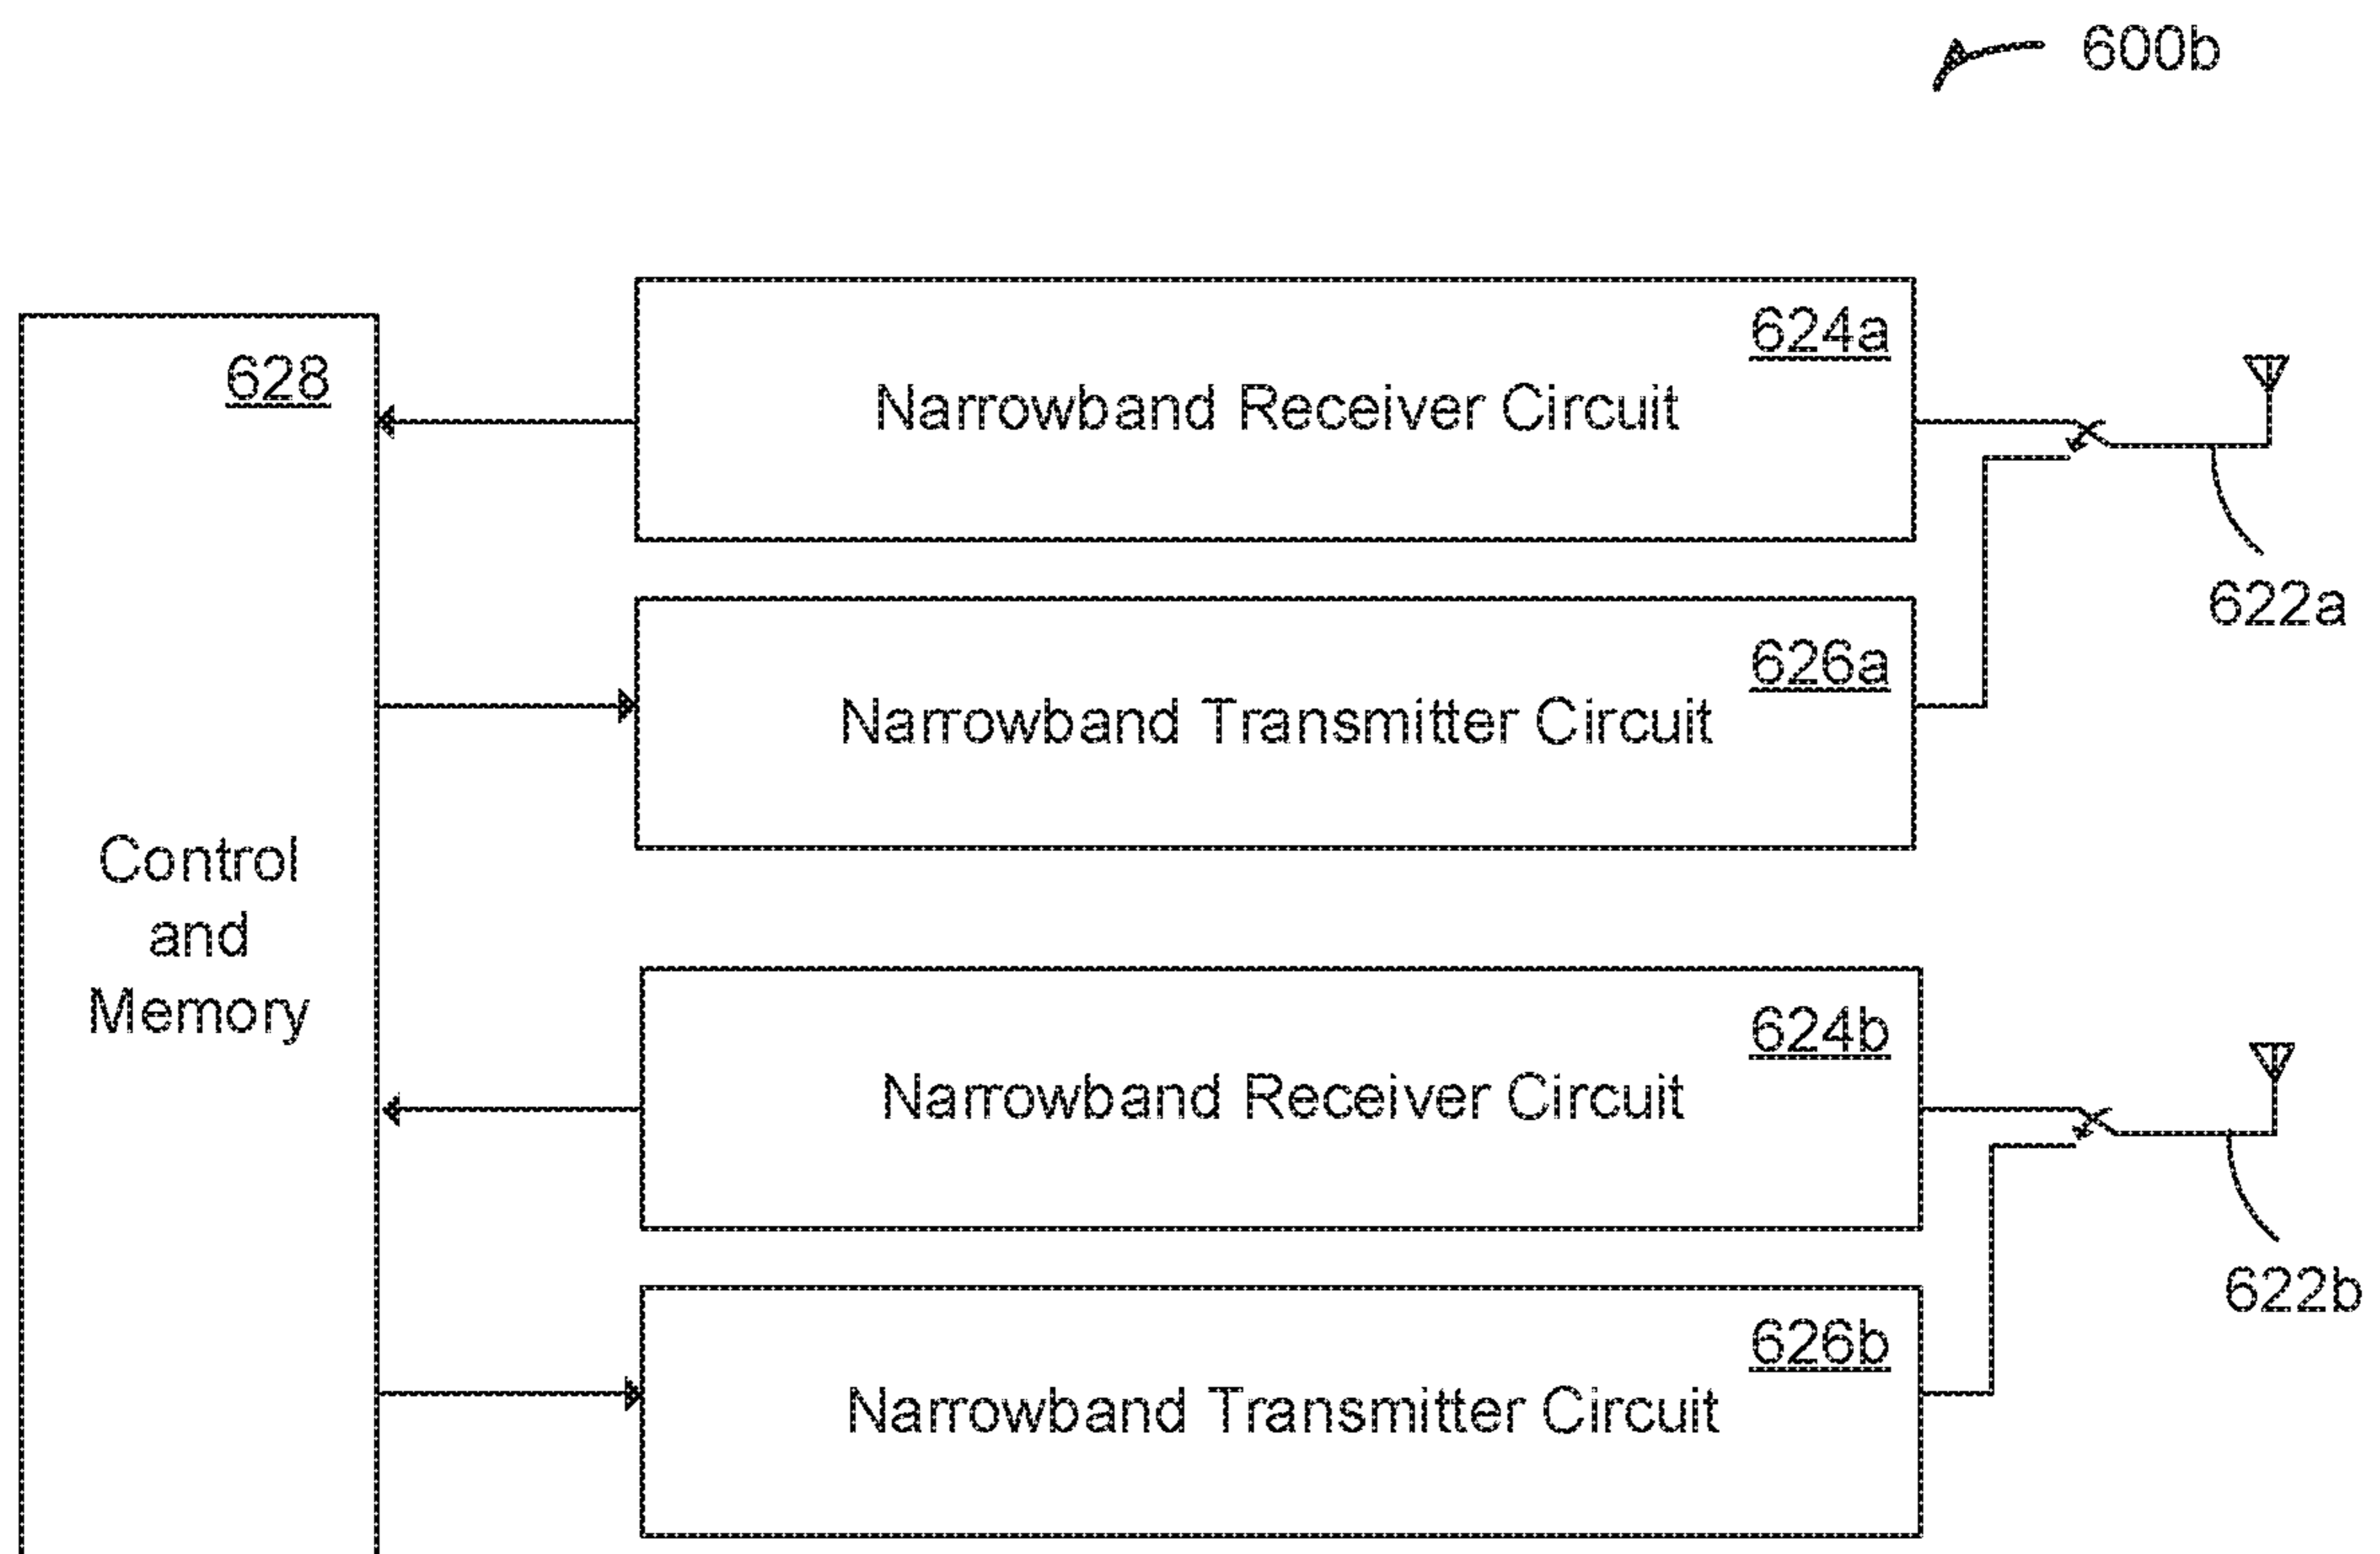 600b
628
Control
and
Memory
624a
Narrowband Receiver Circuit
622a
626a
Narrowband Transmitter Circuit
624b
Narrowband Receiver Circuit
622b
626b
Narrowband Transmitter Circuit